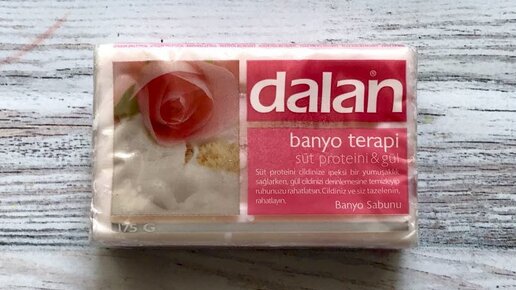 dalan®
banyo terapi
süt proteini & gül
Süt proteini cildinize ipeksi bir yumuşaklık
sağlarken, gül cildinizi derinlemesine temizleyip
ruhunuzu rahatlatsın. Cildiniz ve siz tazelenin,
rahatlayın.
Banyo Sabunu
175 G